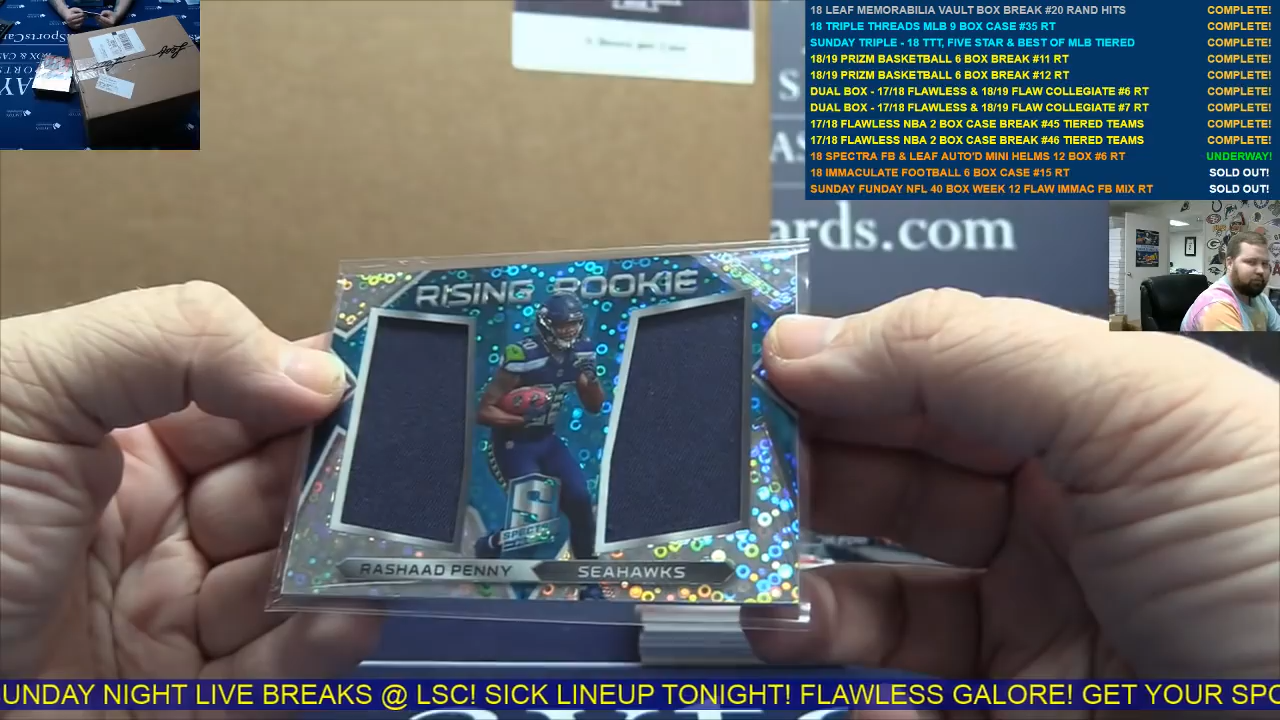 18 LEAF MEMORABILIA VAULT BOX BREAK #20 RAND HITS COMPLETE!
18 TRIPLE THREADS MLB 9 BOX CASE #35 RT COMPLETE!
SUNDAY TRIPLE - 18 TTT, FIVE STAR & BEST OF MLB TIERED COMPLETE!
18/19 PRIZM BASKETBALL 6 BOX BREAK #11 RT COMPLETE!
18/19 PRIZM BASKETBALL 6 BOX BREAK #12 RT COMPLETE!
DUAL BOX - 17/18 FLAWLESS & 18/19 FLAW COLLEGIATE #6 RT COMPLETE!
DUAL BOX - 17/18 FLAWLESS & 18/19 FLAW COLLEGIATE #7 RT COMPLETE!
17/18 FLAWLESS NBA 2 BOX CASE BREAK #45 TIERED TEAMS COMPLETE!
17/18 FLAWLESS NBA 2 BOX CASE BREAK #46 TIERED TEAMS COMPLETE!
18 SPECTRA FB & LEAF AUTO'D MINI HELMS 12 BOX #6 RT UNDERWAY!
18 IMMACULATE FOOTBALL 6 BOX CASE #15 RT SOLD OUT!
SUNDAY FUNDAY NFL 40 BOX WEEK 12 FLAW IMMAC FB MIX RT SOLD OUT!
ards.com
RISING ROOKIE
RASHAAD PENNY SEAHAWKS
UNDAY NIGHT LIVE BREAKS @ LSC! SICK LINEUP TONIGHT! FLAWLESS GALORE! GET YOUR SPO